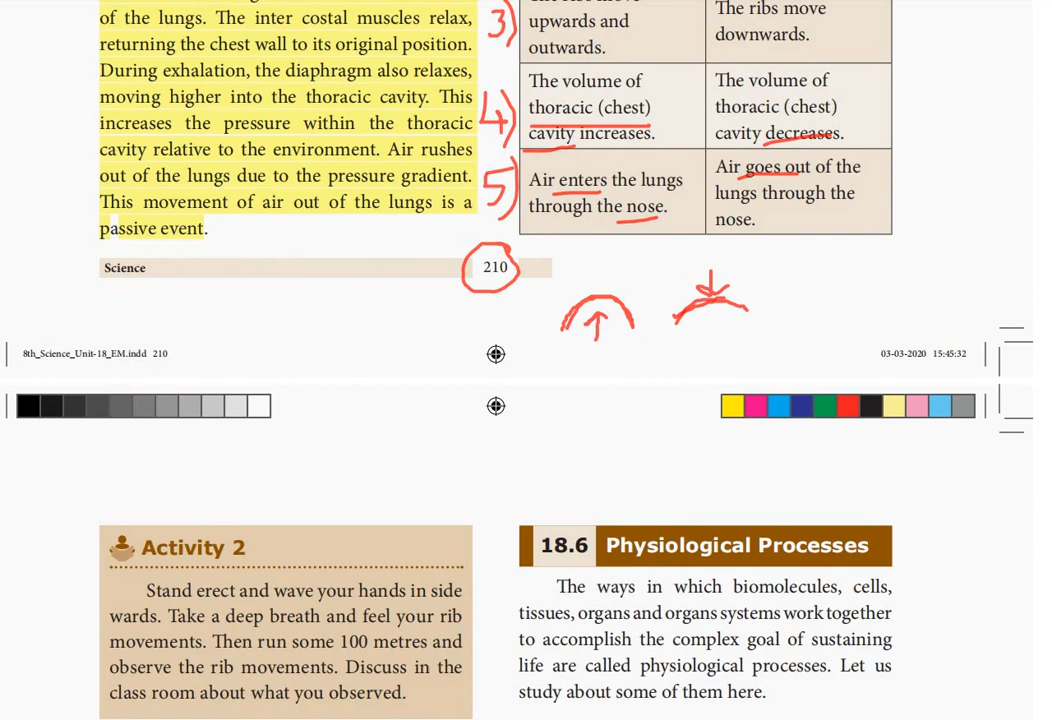 of the lungs. The inter costal muscles relax,
returning the chest wall to its original position.
During exhalation, the diaphragm also relaxes,
moving higher into the thoracic cavity. This
increases the pressure within the thoracic
cavity relative to the environment. Air rushes
out of the lungs due to the pressure gradient.
This movement of air out of the lungs is a
passive event.
3)
upwards and
outwards.
The ribs move
downwards.
4)
The volume of
thoracic (chest)
cavity increases.
The volume of
thoracic (chest)
cavity decreases.
5)
Air enters the lungs
through the nose.
Air goes out of the
lungs through the
nose.
Science 210
8th_Science_Unit-18_EM.indd 210
03-03-2020 15:45:32
Activity 2
Stand erect and wave your hands in side
wards. Take a deep breath and feel your rib
movements. Then run some 100 metres and
observe the rib movements. Discuss in the
class room about what you observed.
18.6 Physiological Processes
The ways in which biomolecules, cells,
tissues, organs and organs systems work together
to accomplish the complex goal of sustaining
life are called physiological processes. Let us
study about some of them here.